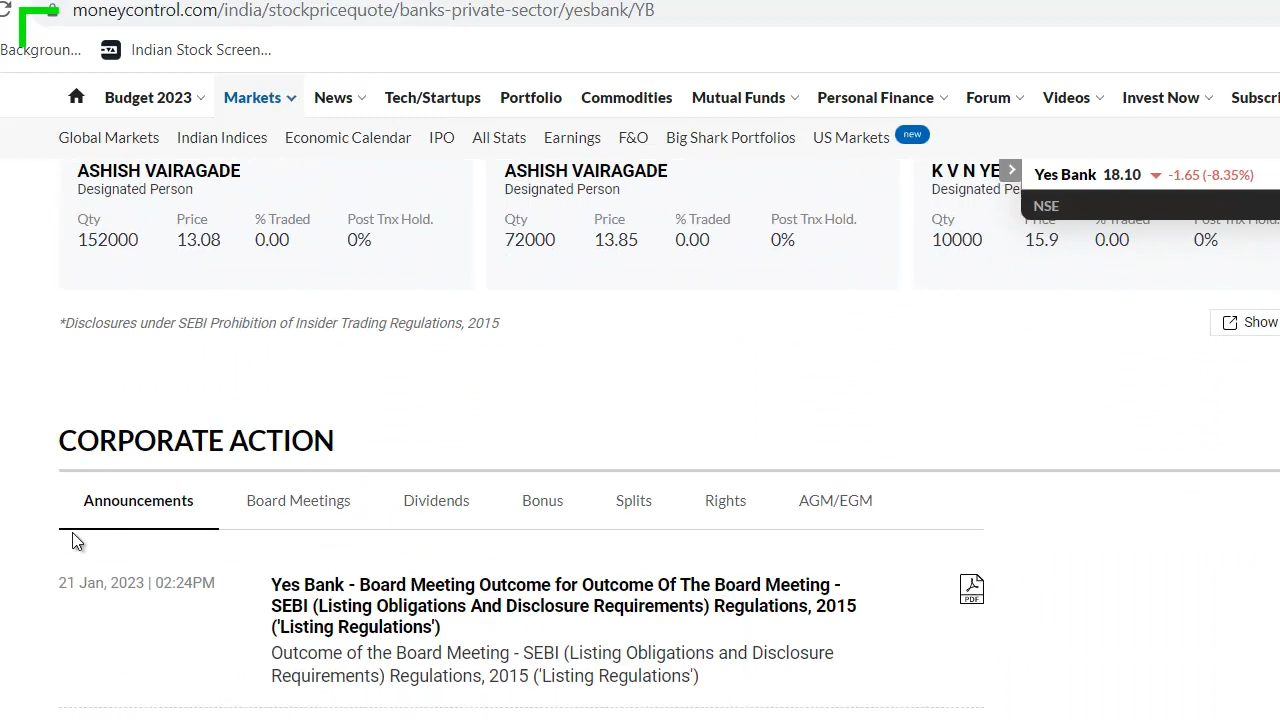 moneycontrol.com/india/stockpricequote/banks-private-sector/yesbank/YB
Backgroun... Indian Stock Screen...
Budget 2023 Markets News Tech/Startups Portfolio Commodities Mutual Funds Personal Finance Forum Videos Invest Now Subscri
Global Markets Indian Indices Economic Calendar IPO All Stats Earnings F&O Big Shark Portfolios US Markets new
ASHISH VAIRAGADE
Designated Person
Qty Price % Traded Post Tnx Hold.
152000 13.08 0.00 0%
ASHISH VAIRAGADE
Designated Person
Qty Price % Traded Post Tnx Hold.
72000 13.85 0.00 0%
K V N YE
Designated Pe
Qty Price % Traded Post Tnx Hold.
10000 15.9 0.00 0%
Yes Bank 18.10 -1.65 (-8.35%)
NSE
*Disclosures under SEBI Prohibition of Insider Trading Regulations, 2015
Show
CORPORATE ACTION
Announcements Board Meetings Dividends Bonus Splits Rights AGM/EGM
21 Jan, 2023 | 02:24PM
Yes Bank - Board Meeting Outcome for Outcome Of The Board Meeting -
SEBI (Listing Obligations And Disclosure Requirements) Regulations, 2015
('Listing Regulations')
PDF
Outcome of the Board Meeting - SEBI (Listing Obligations and Disclosure
Requirements) Regulations, 2015 ('Listing Regulations')